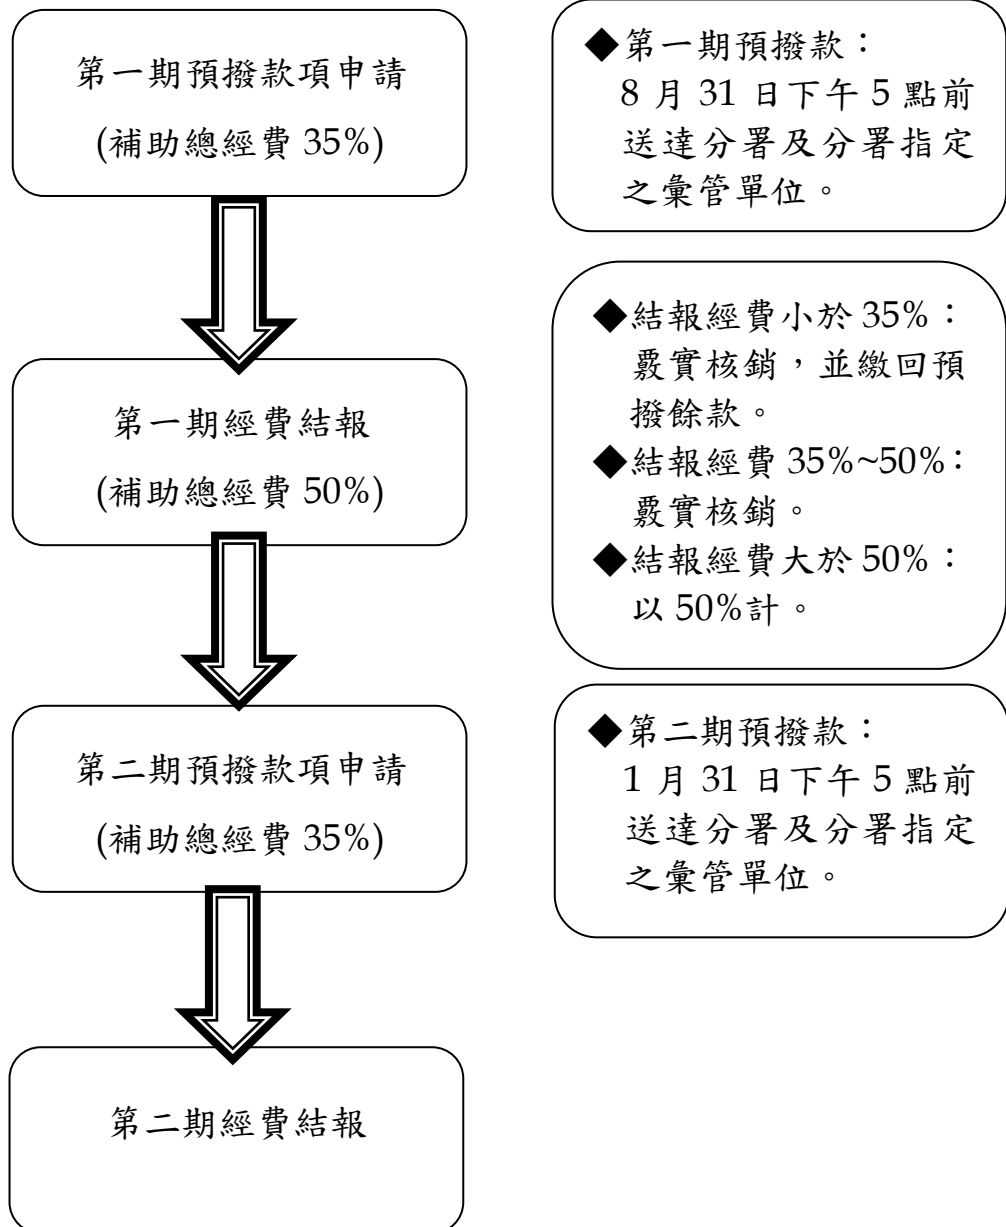 第一期預撥款項申請
(補助總經費 35%)
◆第一期預撥款：
8 月 31 日下午 5 點前
送達分署及分署指定
之彙管單位。
第一期經費結報
(補助總經費 50%)
◆結報經費小於 35%：
覈實核銷，並繳回預
撥餘款。
◆結報經費 35%~50%：
覈實核銷。
◆結報經費大於 50%：
以 50%計。
第二期預撥款項申請
(補助總經費 35%)
◆第二期預撥款：
1 月 31 日下午 5 點前
送達分署及分署指定
之彙管單位。
第二期經費結報